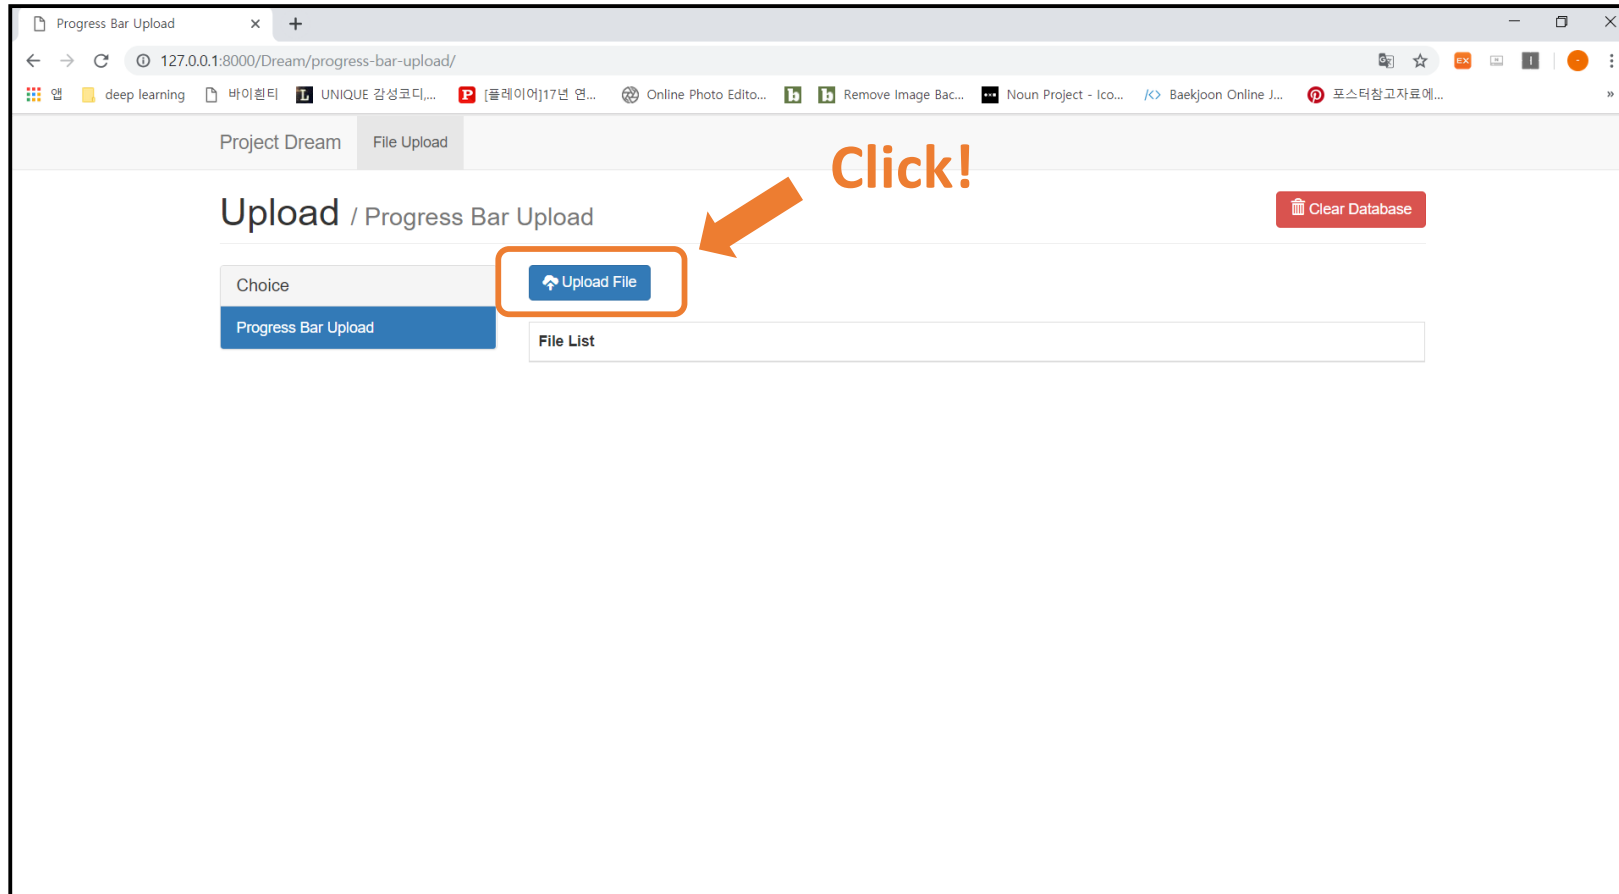 Progress Bar Upload
127.0.0.1:8000/Dream/progress-bar-upload/
앱 deep learning 바이흰티 UNIQUE 감성코디,... [플레이어]17년 연... Online Photo Edito... Remove Image Bac... Noun Project - Ico... Baekjoon Online J... 포스터참고자료에... »
Project Dream File Upload
Click!
Upload / Progress Bar Upload
Clear Database
Choice
Upload File
Progress Bar Upload
File List